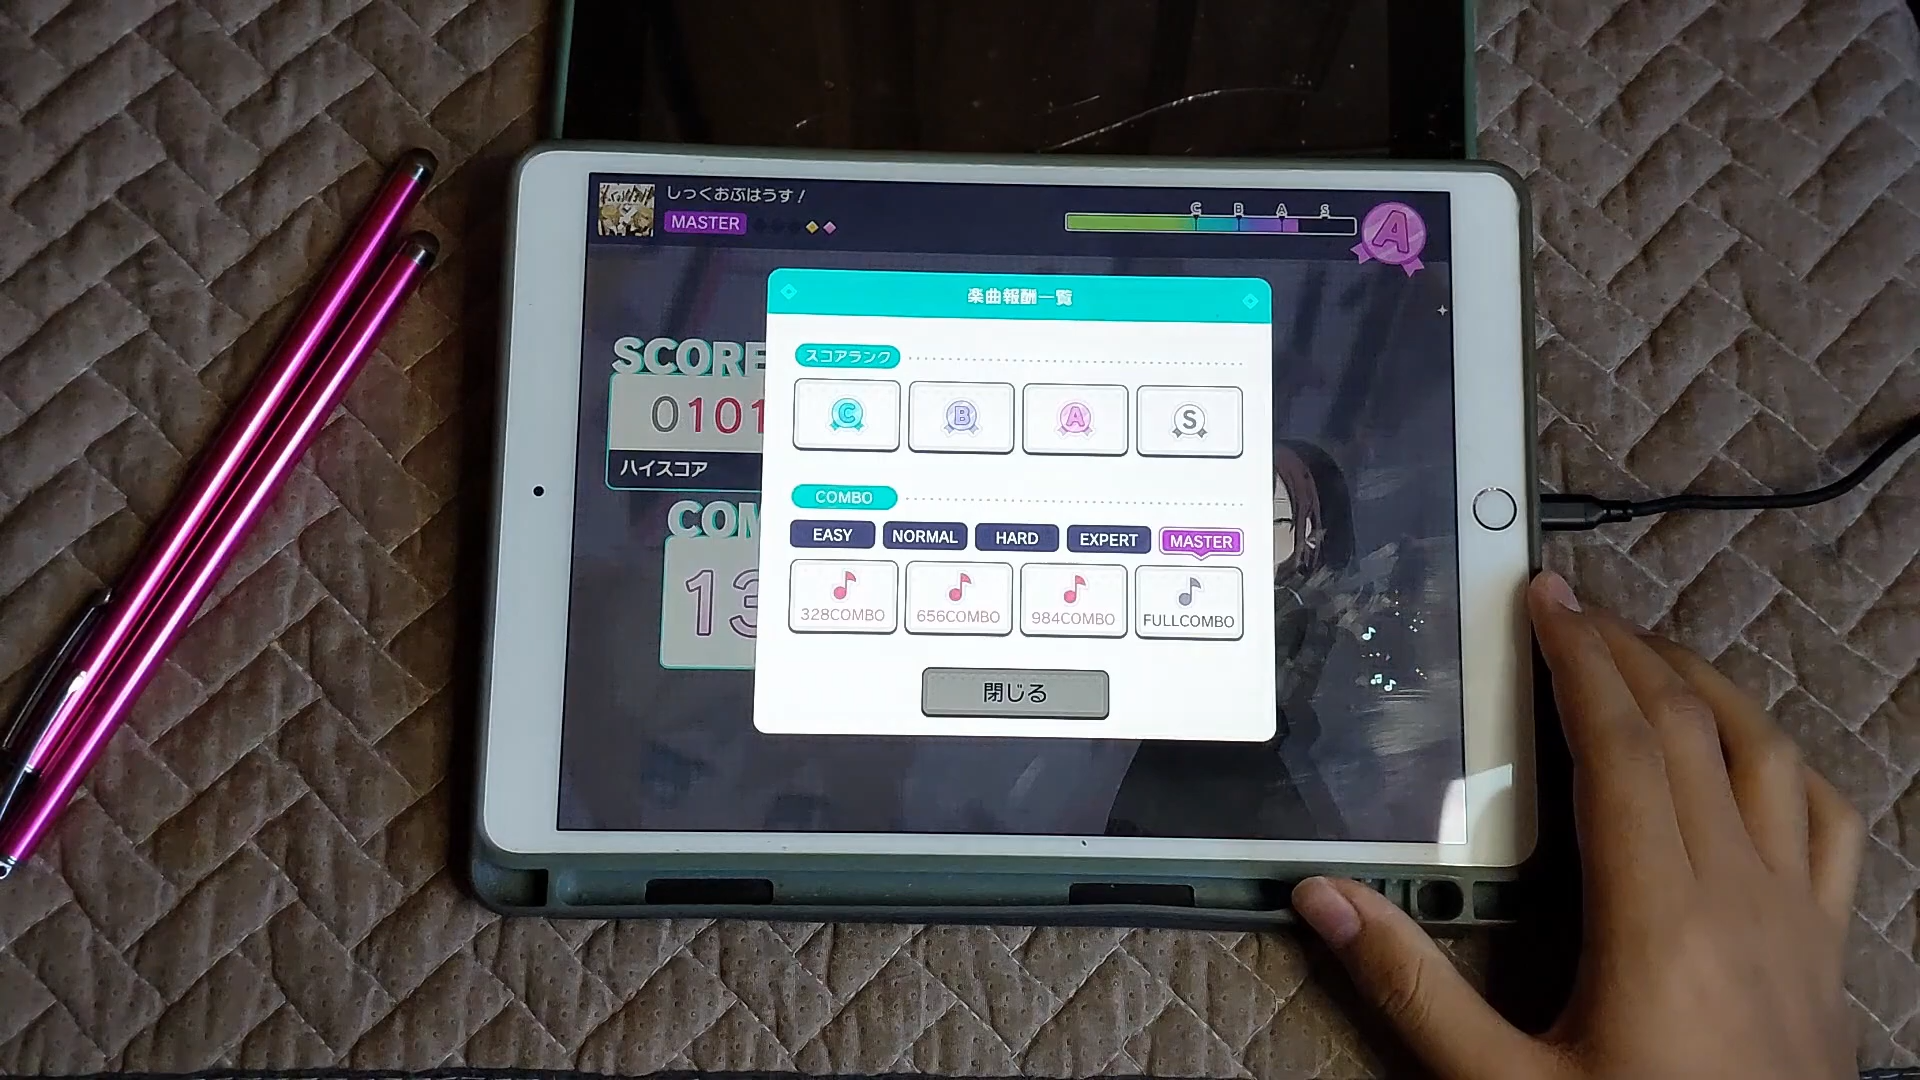 しっくおぶはうす!
MASTER
C B A S
A
楽曲報酬一覧
SCORE
スコアランク
0101
C B A S
ハイスコア
COMBO
EASY NORMAL HARD EXPERT MASTER
13
328COMBO 656COMBO 984COMBO FULLCOMBO
閉じる